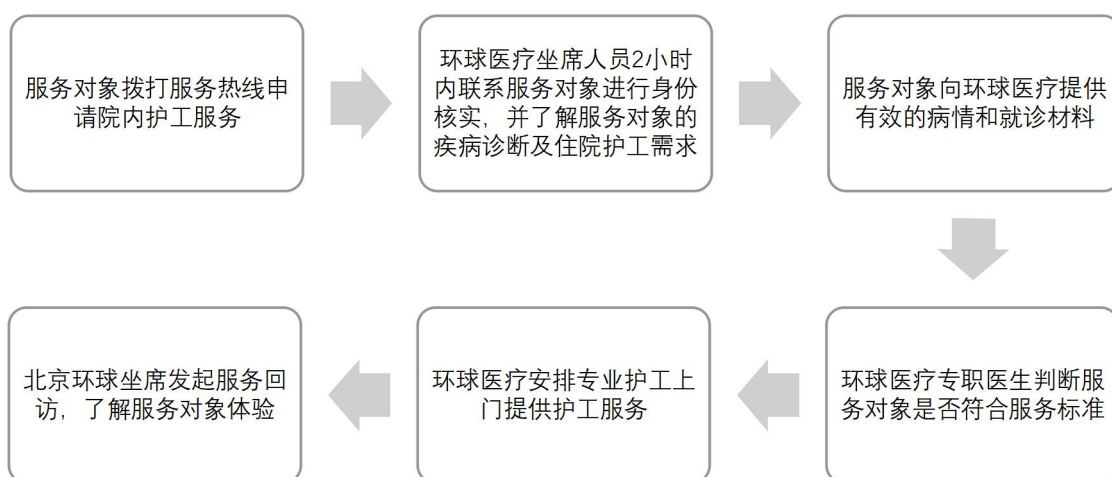 服务对象拨打服务热线申
请院内护工服务
环球医疗坐席人员2小时
内联系服务对象进行身份
核实，并了解服务对象的
疾病诊断及住院护工需求
服务对象向环球医疗提供
有效的病情和就诊材料
环球医疗专职医生判断服
务对象是否符合服务标准
环球医疗安排专业护工上
门提供护工服务
北京环球坐席发起服务回
访，了解服务对象体验